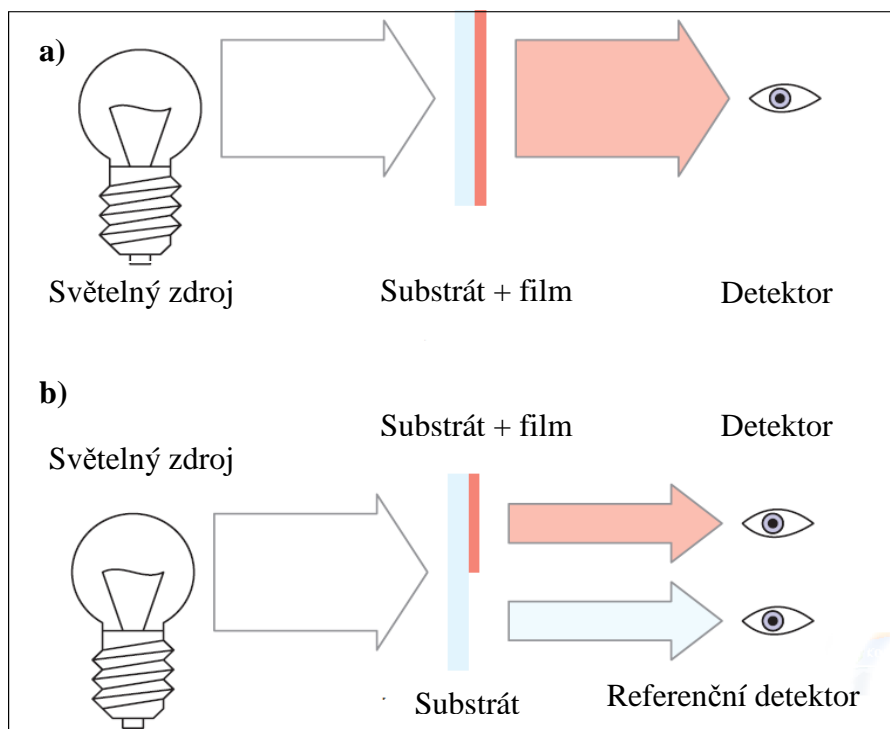 a)
Světelný zdroj
Substrát + film
Detektor
b)
Substrát + film
Detektor
Světelný zdroj
Substrát
Referenční detektor